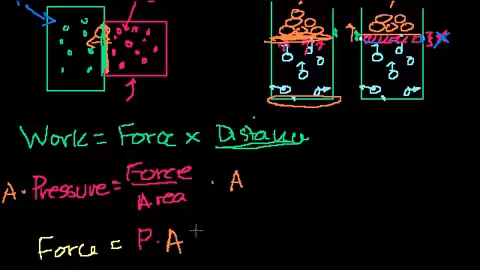 Work = Force x Distance
A · Pressure = Force / Area · A
Force = P · A